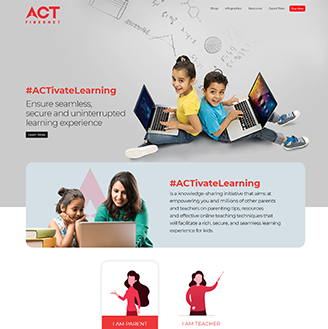 ACT
FIBERNET
Blogs Infographics Resources Expert Bites Buy Now
#ACTivateLearning
Ensure seamless,
secure and uninterrupted
learning experience
Learn More
#ACTivateLearning
is a knowledge-sharing initiative that aims at
empowering you and millions of other parents
and teachers on parenting tips, resources
and effective online teaching techniques that
will facilitate a rich, secure, and seamless learning
experience for kids.
I AM PARENT
I AM TEACHER